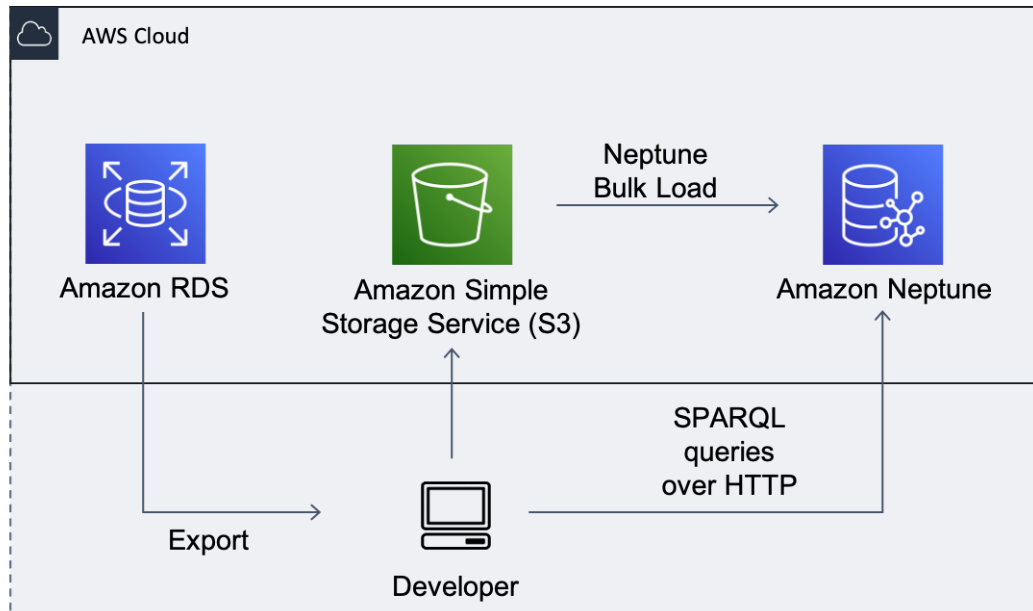 AWS Cloud
Neptune
Bulk Load
Amazon RDS
Amazon Simple
Storage Service (S3)
Amazon Neptune
SPARQL
queries
over HTTP
Export
Developer